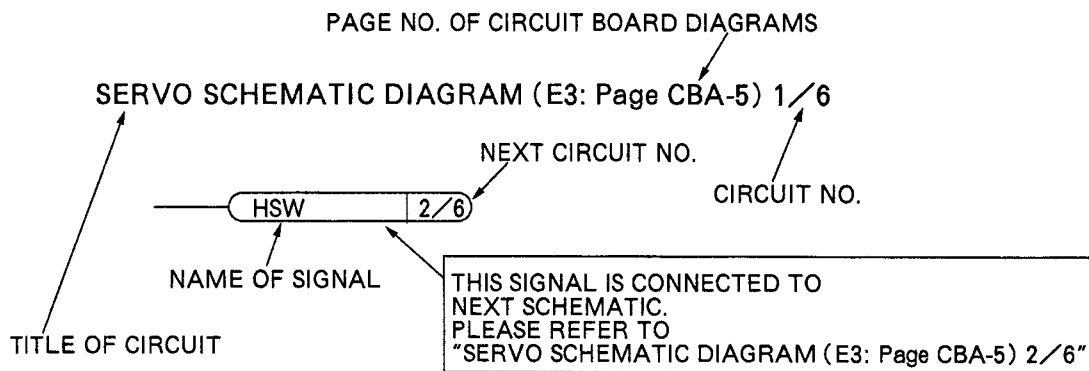 PAGE NO. OF CIRCUIT BOARD DIAGRAMS
SERVO SCHEMATIC DIAGRAM (E3: Page CBA-5) 1/6
NEXT CIRCUIT NO.
CIRCUIT NO.
HSW 2/6
NAME OF SIGNAL
THIS SIGNAL IS CONNECTED TO
NEXT SCHEMATIC.
PLEASE REFER TO
"SERVO SCHEMATIC DIAGRAM (E3: Page CBA-5) 2/6"
TITLE OF CIRCUIT